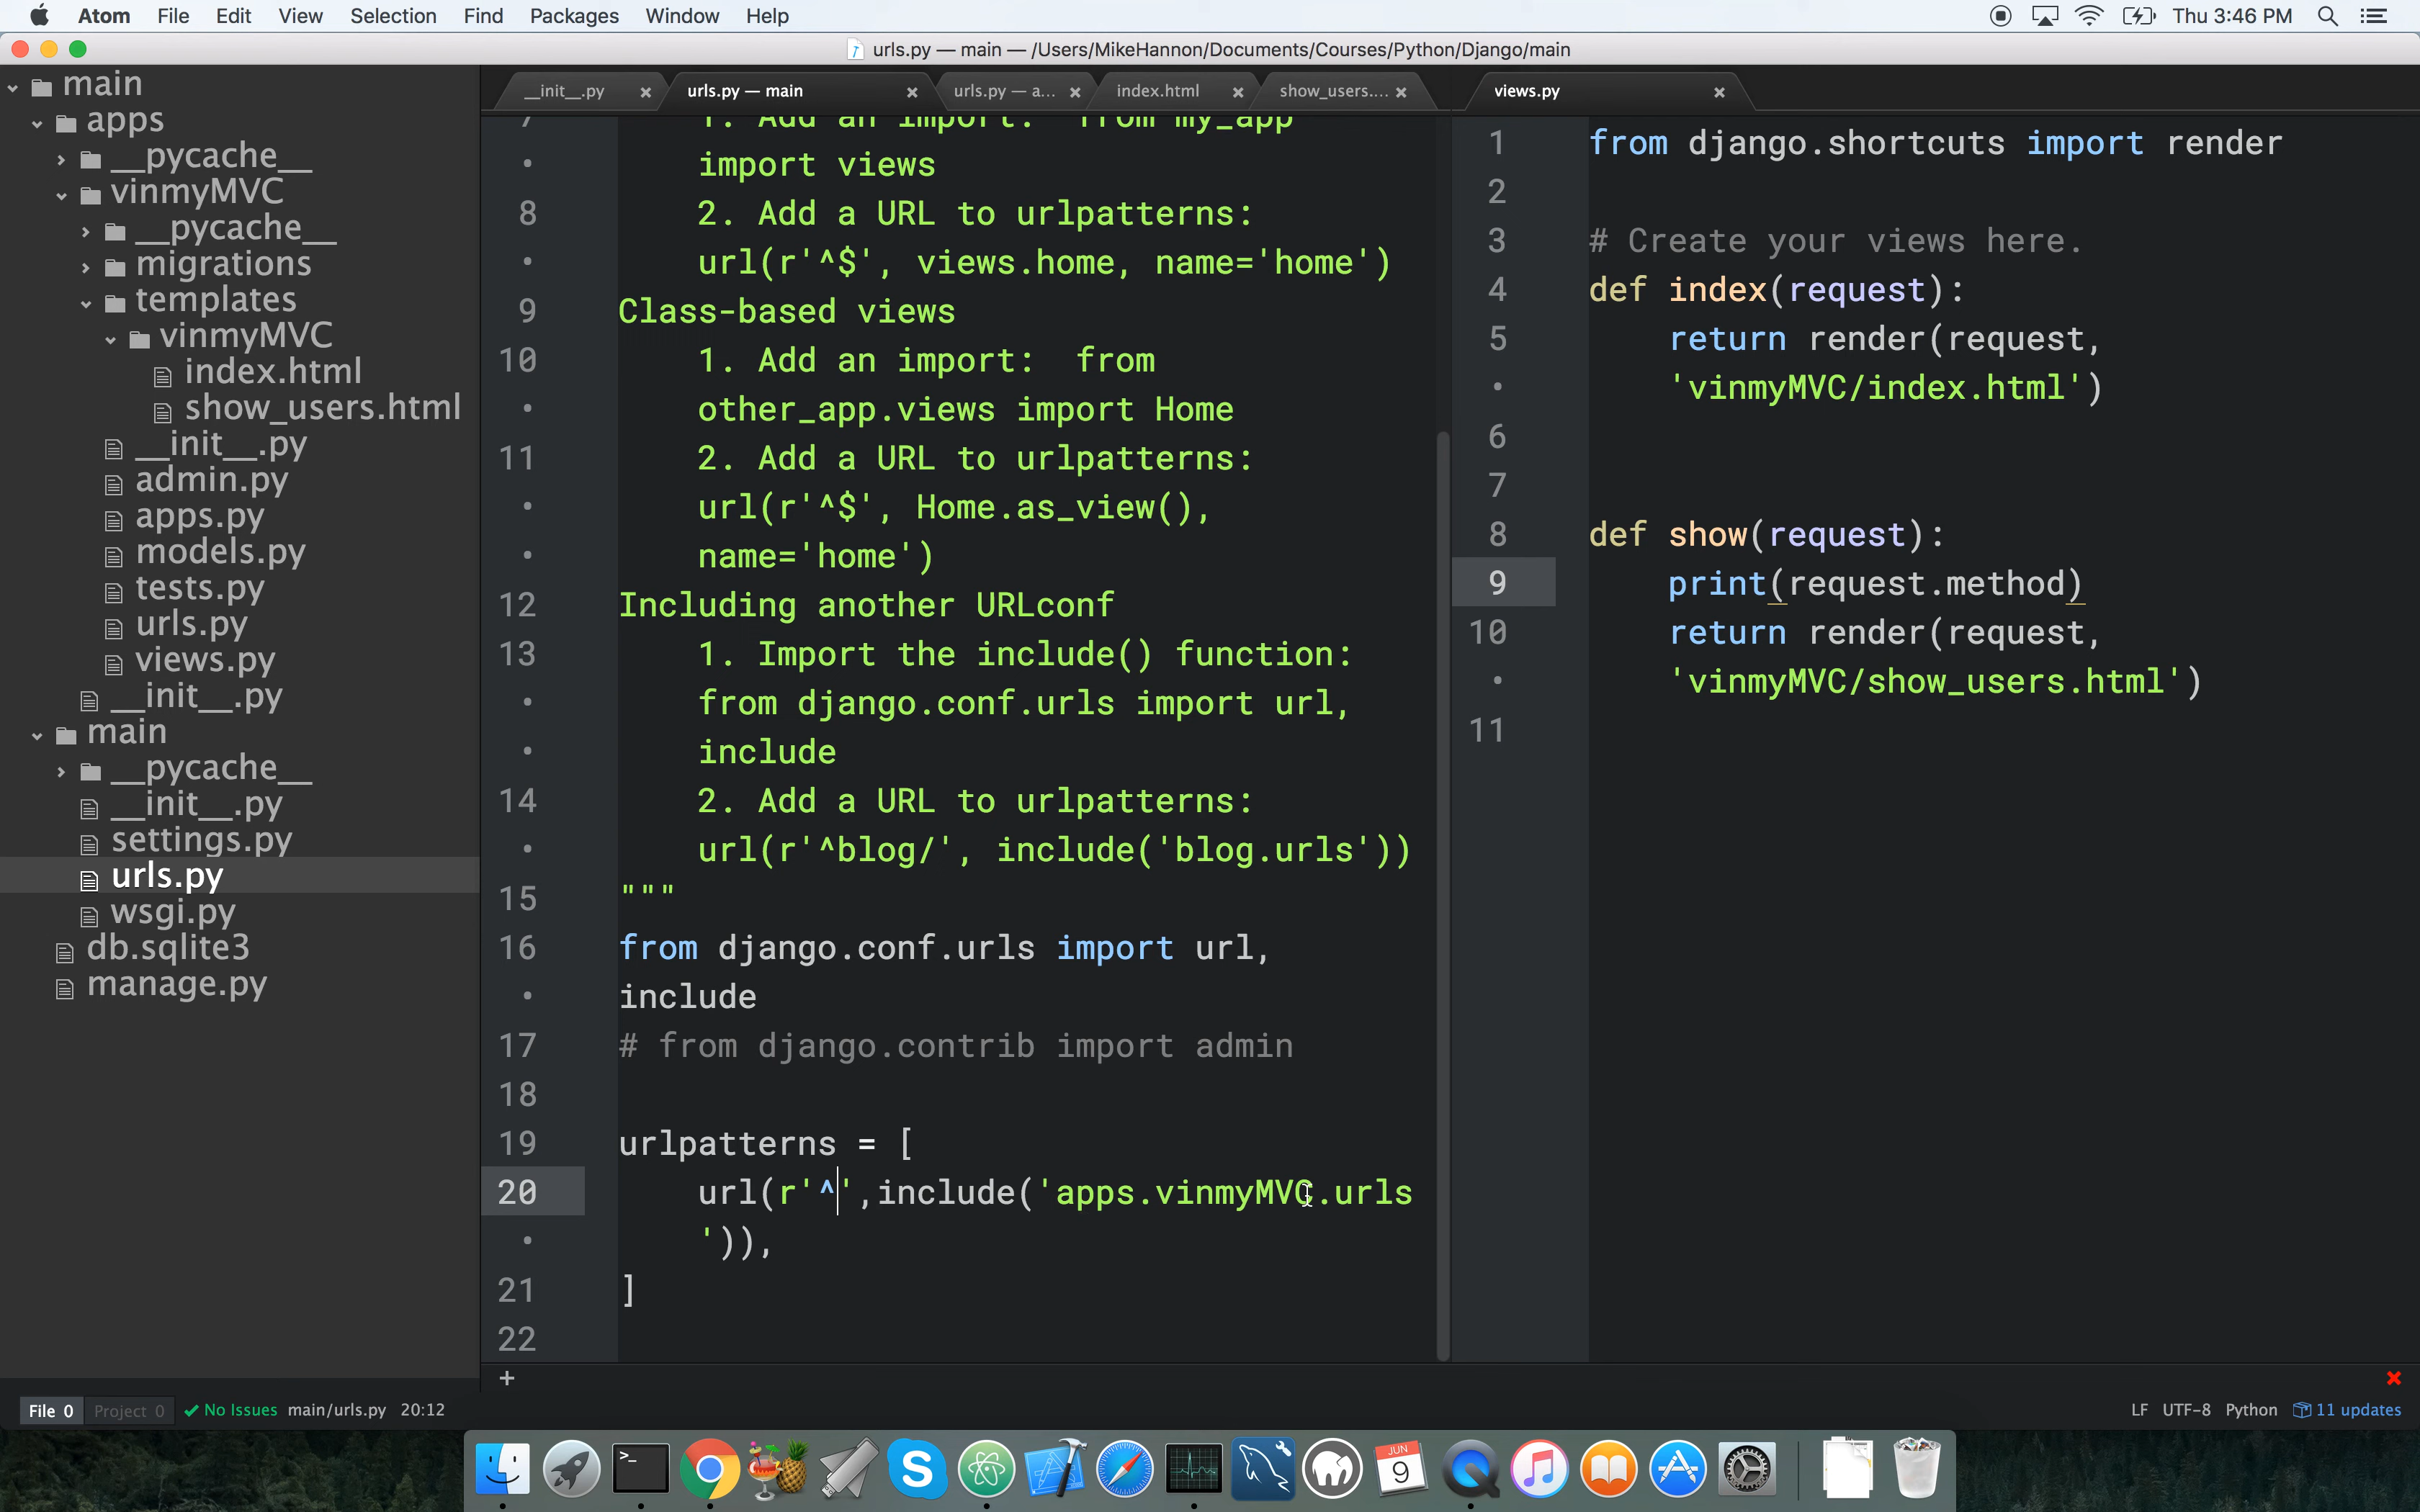 Atom File Edit View Selection Find Packages Window Help Thu 3:46 PM
urls.py — main — /Users/MikeHannon/Documents/Courses/Python/Django/main
main
apps
__pycache__
vinmyMVC
__pycache__
migrations
templates
vinmyMVC
index.html
show_users.html
__init__.py
admin.py
apps.py
models.py
tests.py
urls.py
views.py
__init__.py
main
__pycache__
__init__.py
settings.py
urls.py
wsgi.py
db.sqlite3
manage.py
__init__.py urls.py — main urls.py — a... index.html show_users....
7 1. Add an import: from my_app
• import views
8 2. Add a URL to urlpatterns:
• url(r'^$', views.home, name='home')
9 Class-based views
10 1. Add an import: from
• other_app.views import Home
11 2. Add a URL to urlpatterns:
• url(r'^$', Home.as_view(),
• name='home')
12 Including another URLconf
13 1. Import the include() function:
• from django.conf.urls import url,
• include
14 2. Add a URL to urlpatterns:
• url(r'^blog/', include('blog.urls'))
15 """
16 from django.conf.urls import url,
• include
17 # from django.contrib import admin
18
19 urlpatterns = [
20 url(r'^',include('apps.vinmyMVC.urls
• ')),
21 ]
22
views.py
1 from django.shortcuts import render
2
3 # Create your views here.
4 def index(request):
5 return render(request,
• 'vinmyMVC/index.html')
6
7
8 def show(request):
9 print(request.method)
10 return render(request,
• 'vinmyMVC/show_users.html')
11
+
File 0 Project 0 No Issues main/urls.py 20:12 LF UTF-8 Python 11 updates
JUN
9